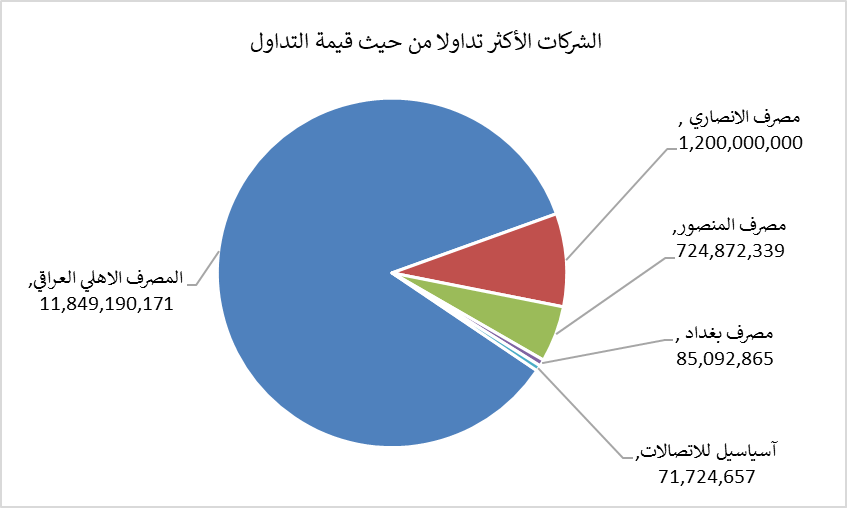 الشركات الأكثر تداولا من حيث قيمة التداول
مصرف الانصاري ,
1,200,000,000
مصرف المنصور,
724,872,339
مصرف بغداد ,
85,092,865
آسياسيل للاتصالات,
71,724,657
المصرف الاهلي العراقي,
11,849,190,171